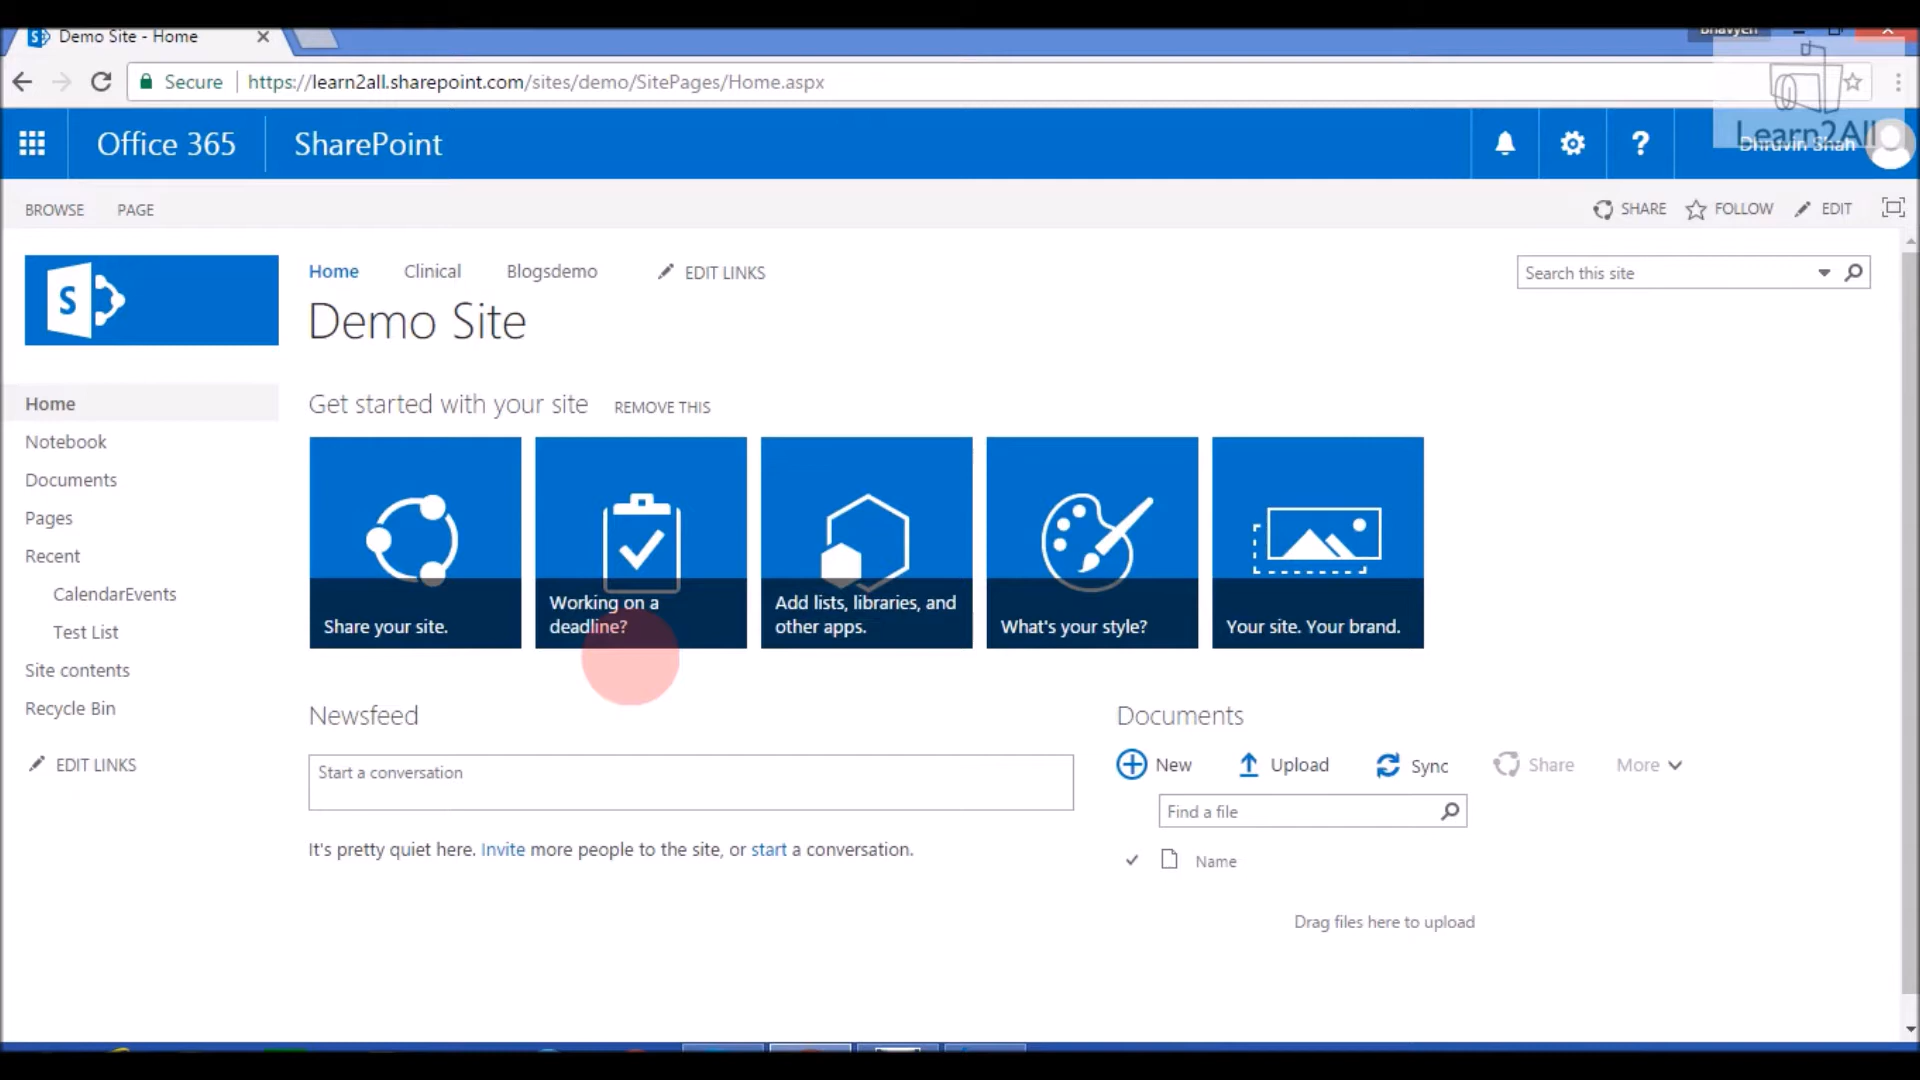 Demo Site - Home
Bhavyen
Secure https://learn2all.sharepoint.com/sites/demo/SitePages/Home.aspx
Office 365 SharePoint ?
Learn2All
Dhruvin Shah
BROWSE PAGE SHARE FOLLOW EDIT
S
Home Clinical Blogsdemo EDIT LINKS
Search this site
Demo Site
Get started with your site REMOVE THIS
Home
Notebook
Documents
Pages
Recent
CalendarEvents
Test List
Site contents
Recycle Bin
EDIT LINKS
Share your site.
Working on a
deadline?
Add lists, libraries, and
other apps.
What's your style?
Your site. Your brand.
Newsfeed
Start a conversation
It's pretty quiet here. Invite more people to the site, or start a conversation.
Documents
New Upload Sync Share More
Find a file
Name
Drag files here to upload